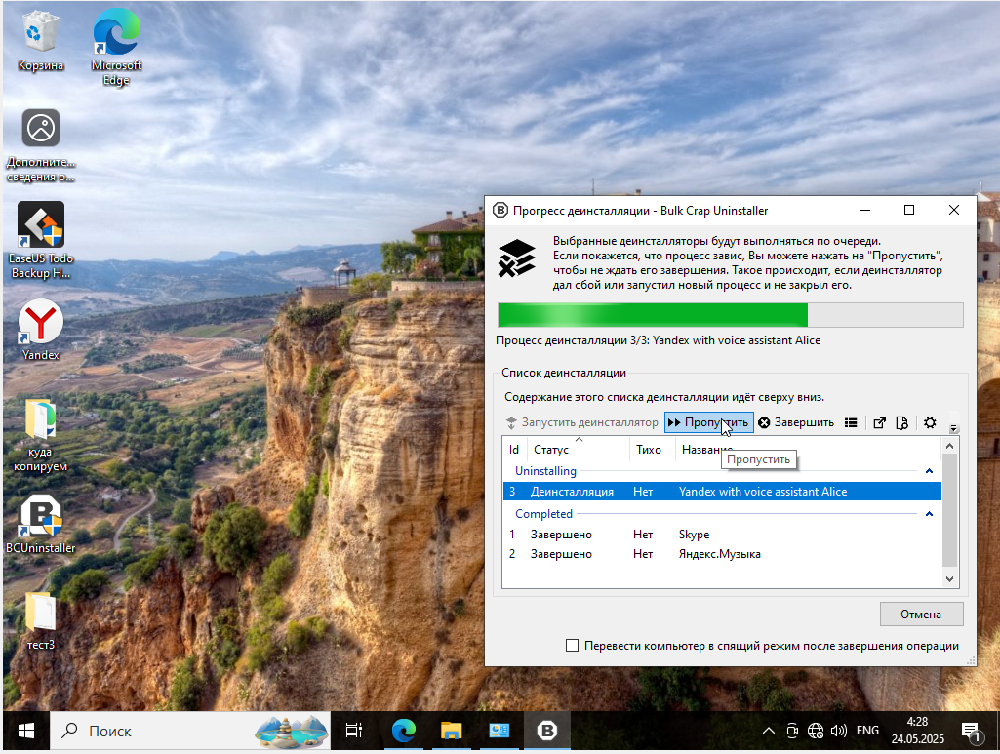 Корзина
Microsoft
Edge
Дополните...
сведения о...
EaseUS Todo
Backup H...
Yandex
куда
копируем
BCUninstaller
тест3
Прогресс деинсталляции - Bulk Crap Uninstaller
Выбранные деинсталляторы будут выполняться по очереди.
Если покажется, что процесс завис, Вы можете нажать на "Пропустить",
чтобы не ждать его завершения. Такое происходит, если деинсталлятор
дал сбой или запустил новый процесс и не закрыл его.
Процесс деинсталляции 3/3: Yandex with voice assistant Alice
Список деинсталляции
Содержание этого списка деинсталляции идёт сверху вниз.
Запустить деинсталлятор Пропустить Завершить
Id Статус Тихо Название
Пропустить
Uninstalling
3 Деинсталляция Нет Yandex with voice assistant Alice
Completed
1 Завершено Нет Skype
2 Завершено Нет Яндекс.Музыка
Отмена
Перевести компьютер в спящий режим после завершения операции
Поиск
ENG
4:28
24.05.2025
1